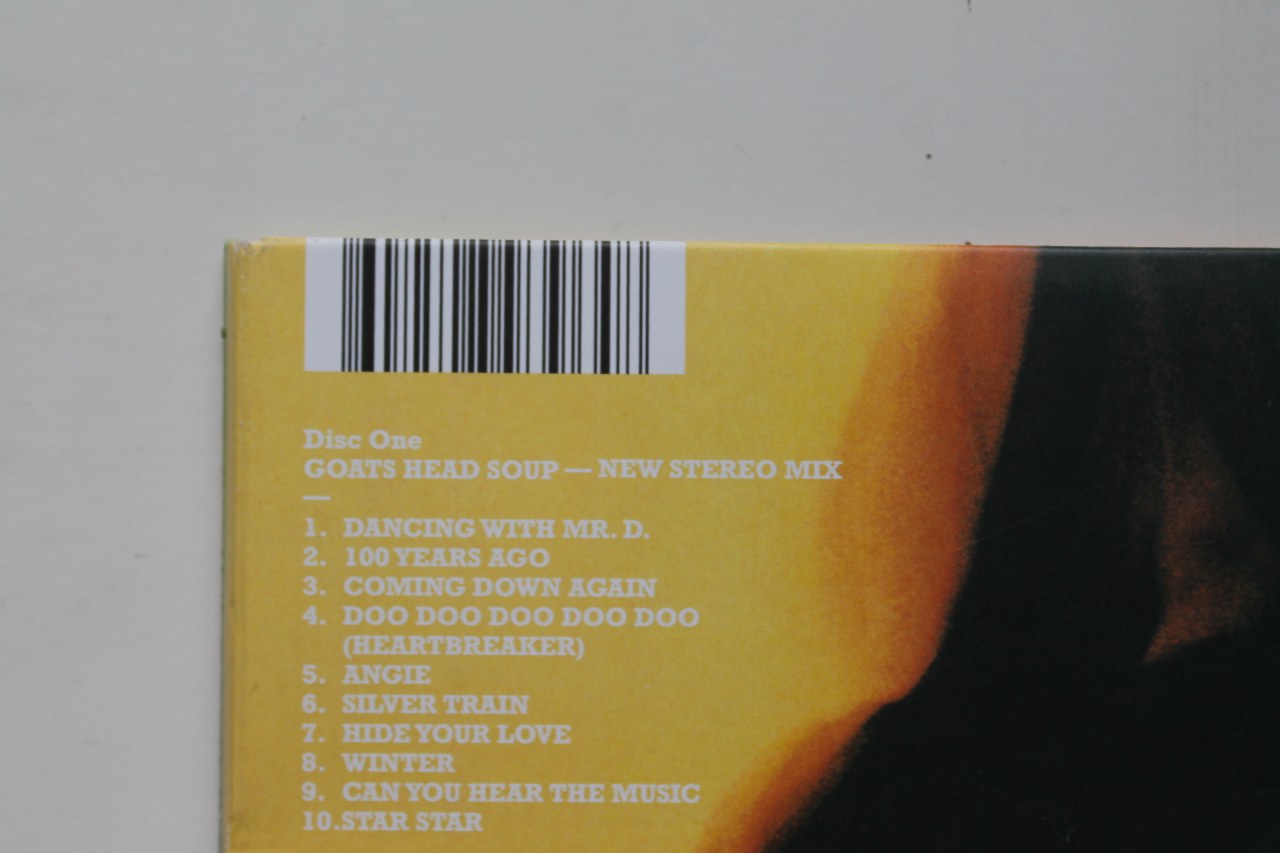 Disc One
GOATS HEAD SOUP — NEW STEREO MIX
—
1. DANCING WITH MR. D.
2. 100 YEARS AGO
3. COMING DOWN AGAIN
4. DOO DOO DOO DOO DOO
(HEARTBREAKER)
5. ANGIE
6. SILVER TRAIN
7. HIDE YOUR LOVE
8. WINTER
9. CAN YOU HEAR THE MUSIC
10. STAR STAR